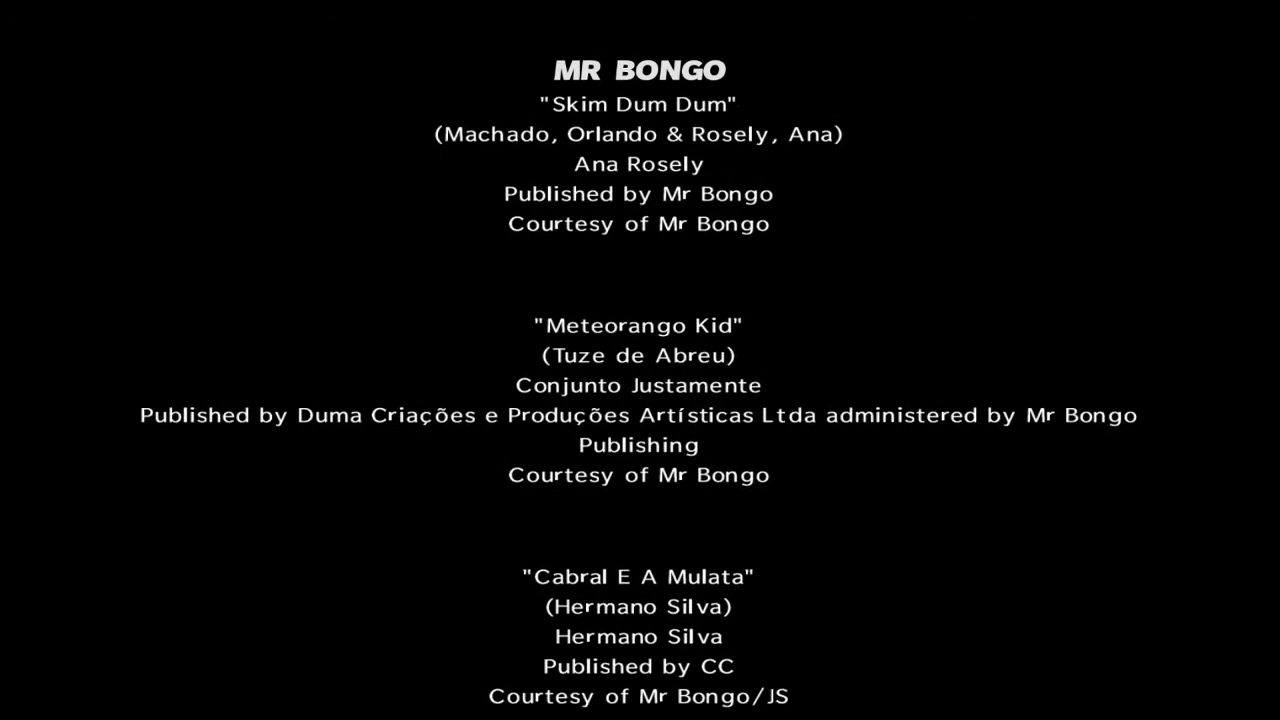 MR BONGO
"Skim Dum Dum"
(Machado, Orlando & Rosely, Ana)
Ana Rosely
Published by Mr Bongo
Courtesy of Mr Bongo
"Meteorango Kid"
(Tuze de Abreu)
Conjunto Justamente
Published by Duma Criações e Produções Artísticas Ltda administered by Mr Bongo
Publishing
Courtesy of Mr Bongo
"Cabral E A Mulata"
(Hermano Silva)
Hermano Silva
Published by CC
Courtesy of Mr Bongo/JS